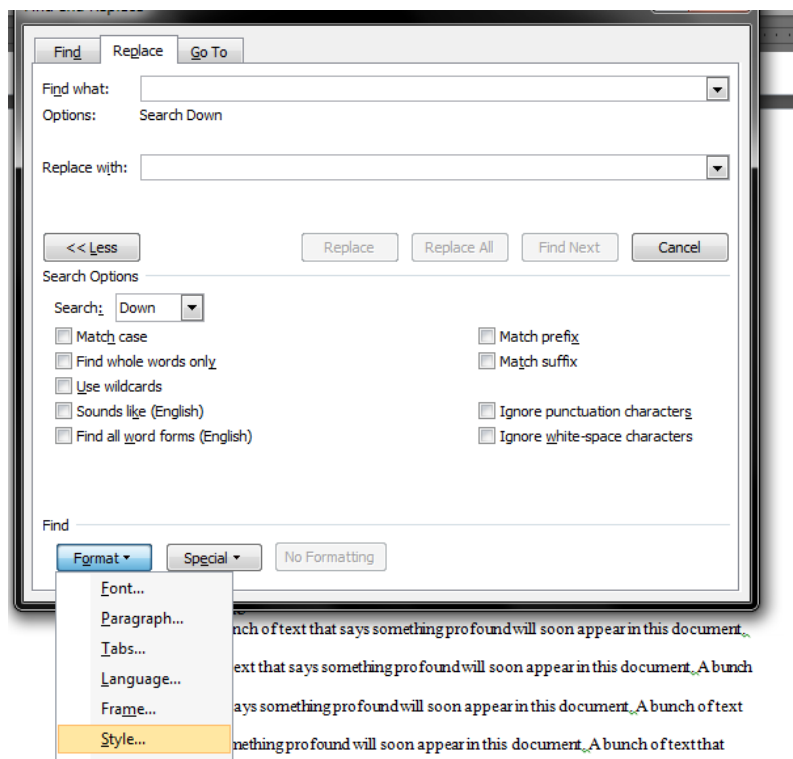 Find Replace Go To
Find what:
Options: Search Down
Replace with:
<< Less Replace Replace All Find Next Cancel
Search Options
Search: Down
Match case Match prefix
Find whole words only Match suffix
Use wildcards
Sounds like (English) Ignore punctuation characters
Find all word forms (English) Ignore white-space characters
Find
Format Special No Formatting
Font...
Paragraph... nch of text that says something profound will soon appear in this document.
Tabs...
Language... ext that says something profound will soon appear in this document. A bunch
Frame... ays something profound will soon appear in this document. A bunch of text
Style... mething profound will soon appear in this document. A bunch of text that